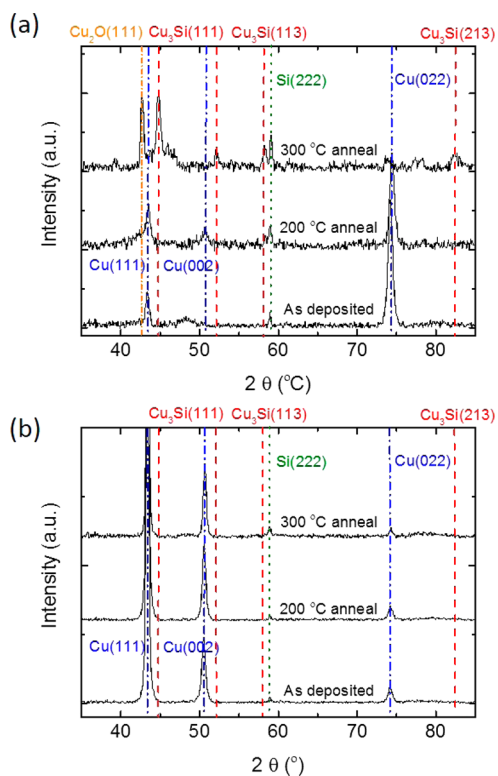 (a)
Cu2O(111) Cu3Si(111) Cu3Si(113) Cu3Si(213)
Si(222) Cu(022)
300 °C anneal
200 °C anneal
Cu(111) Cu(002)
As deposited
Intensity (a.u.)
40 50 60 70 80
2 θ (°C)
(b)
Cu3Si(111) Cu3Si(113) Cu3Si(213)
Si(222) Cu(022)
300 °C anneal
200 °C anneal
Cu(111) Cu(002)
As deposited
Intensity (a.u.)
40 50 60 70 80
2 θ (°)